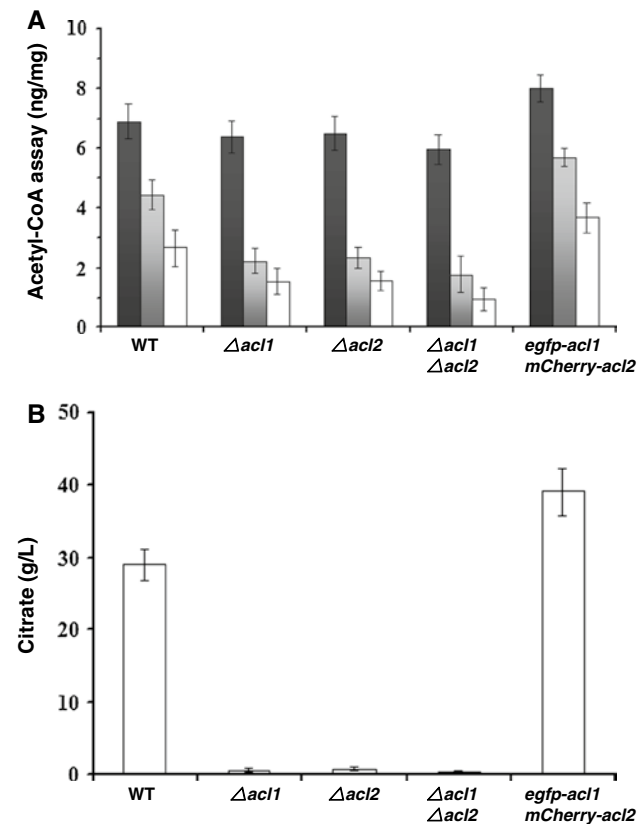 A
Acetyl-CoA assay (ng/mg)
10
8
6
4
2
0
WT
△acl1
△acl2
△acl1
△acl2
egfp-acl1
mCherry-acl2
B
Citrate (g/L)
50
40
30
20
10
0
WT
△acl1
△acl2
△acl1
△acl2
egfp-acl1
mCherry-acl2